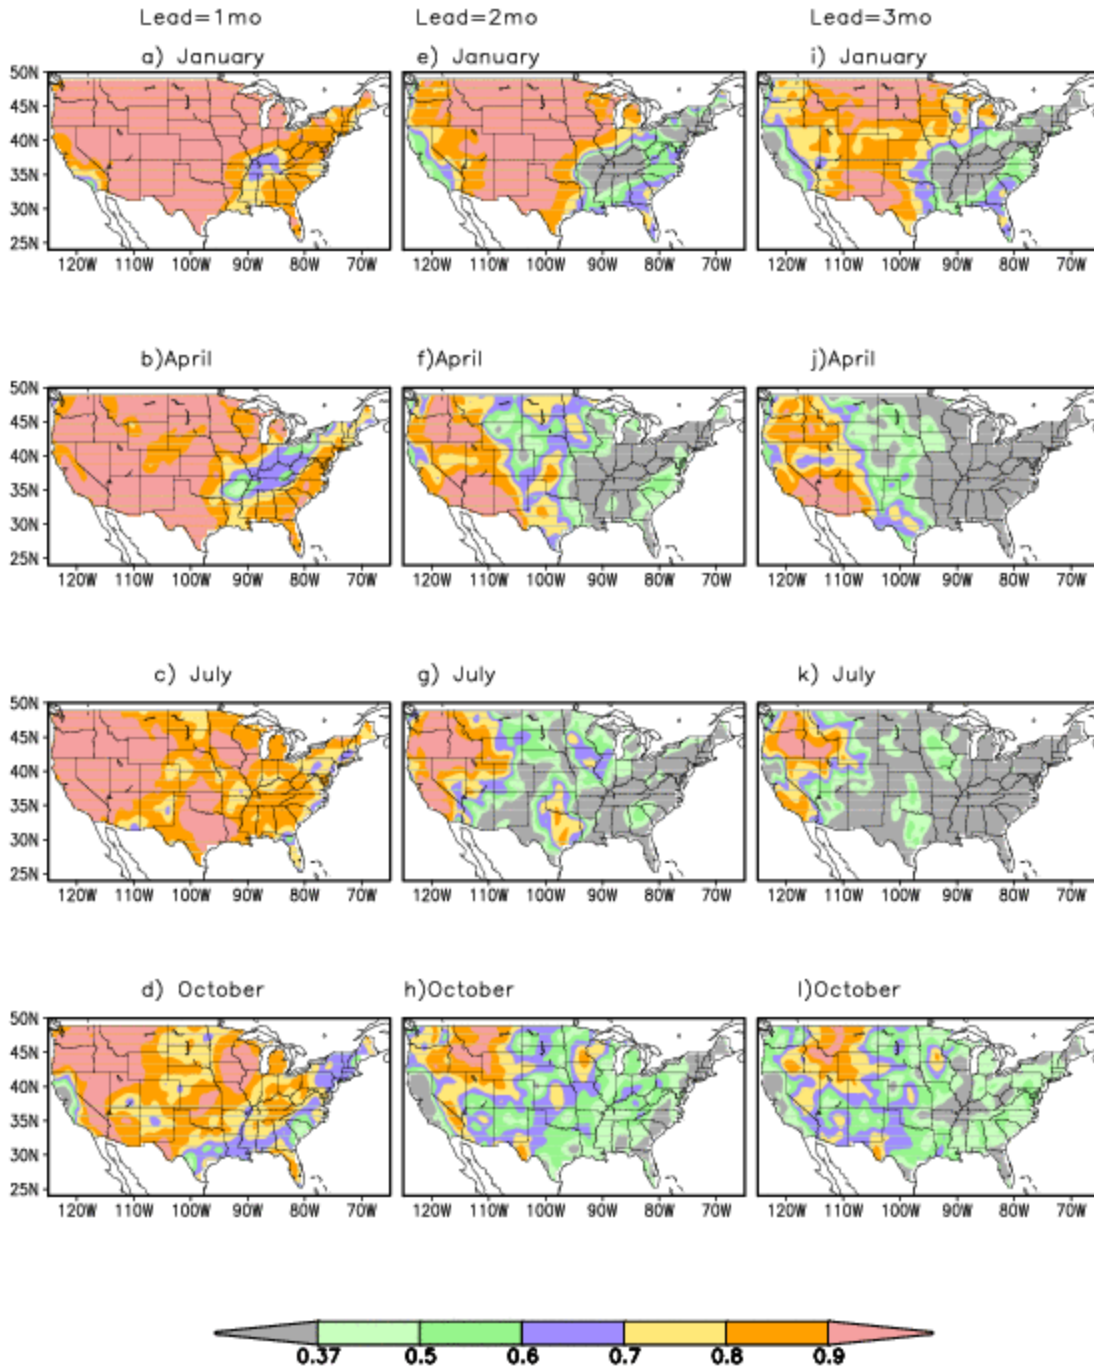 Lead=1mo Lead=2mo Lead=3mo
a) January e) January i) January
50N
45N
40N
35N
30N
25N
120W 110W 100W 90W 80W 70W 120W 110W 100W 90W 80W 70W 120W 110W 100W 90W 80W 70W
b)April f)April j)April
50N
45N
40N
35N
30N
25N
120W 110W 100W 90W 80W 70W 120W 110W 100W 90W 80W 70W 120W 110W 100W 90W 80W 70W
c) July g) July k) July
50N
45N
40N
35N
30N
25N
120W 110W 100W 90W 80W 70W 120W 110W 100W 90W 80W 70W 120W 110W 100W 90W 80W 70W
d) October h)October l)October
50N
45N
40N
35N
30N
25N
120W 110W 100W 90W 80W 70W 120W 110W 100W 90W 80W 70W 120W 110W 100W 90W 80W 70W
0.37 0.5 0.6 0.7 0.8 0.9